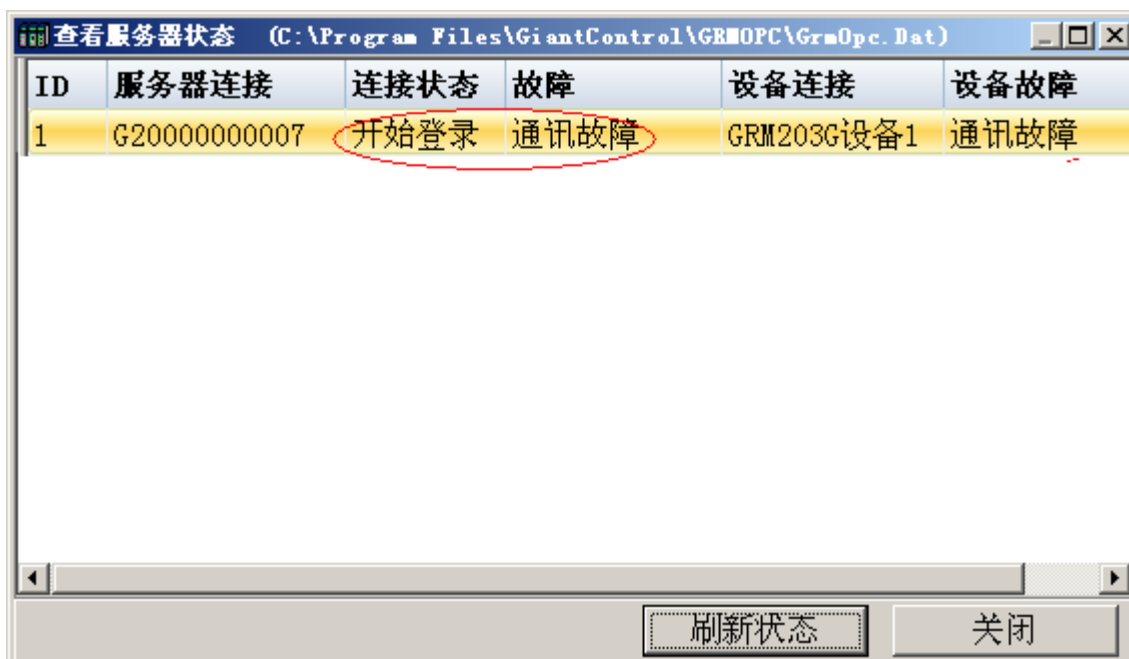 查看服务器状态 (C:\Program Files\GiantControl\GRMOPC\GrmOpc.Dat)
ID 服务器连接 连接状态 故障 设备连接 设备故障
1 G20000000007 开始登录 通讯故障 GRM203G设备1 通讯故障
刷新状态 关闭